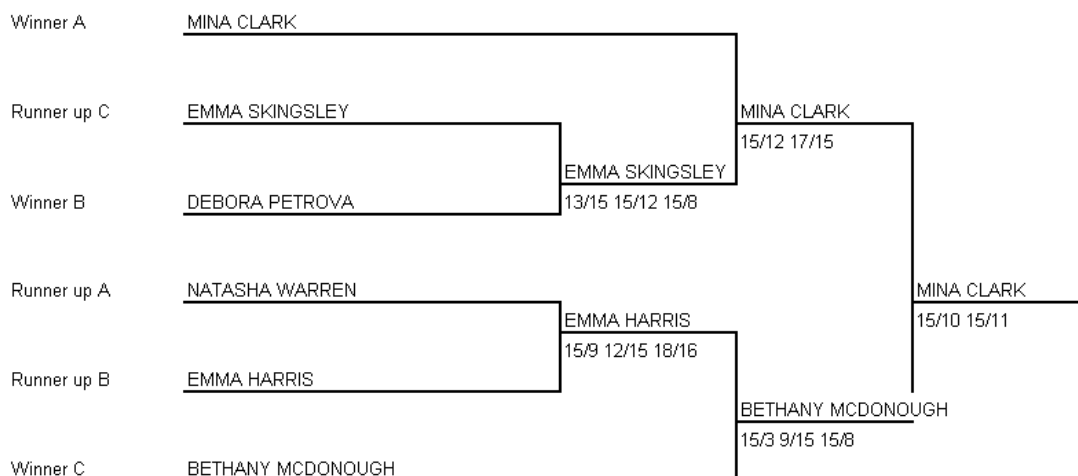 Winner A MINA CLARK
Runner up C EMMA SKINGSLEY MINA CLARK
15/12 17/15
EMMA SKINGSLEY
Winner B DEBORA PETROVA 13/15 15/12 15/8
Runner up A NATASHA WARREN MINA CLARK
EMMA HARRIS 15/10 15/11
15/9 12/15 18/16
Runner up B EMMA HARRIS
BETHANY MCDONOUGH
15/3 9/15 15/8
Winner C BETHANY MCDONOUGH